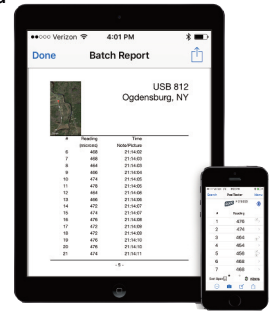 Verizon 4:01 PM
Done Batch Report
USB 812
Ogdensburg, NY
# Reading Time
(microsec) Note/Picture
6 468 21:14:02
7 468 21:14:03
8 464 21:14:03
9 466 21:14:04
10 474 21:14:05
11 478 21:14:05
12 464 21:14:06
13 466 21:14:06
14 472 21:14:07
15 474 21:14:07
16 476 21:14:08
17 472 21:14:09
18 472 21:14:09
19 476 21:14:10
20 478 21:14:10
21 474 21:14:11
- 5 -
# Reading
1 476
2 474
3 464
4 464
5 456
6 468
7 468